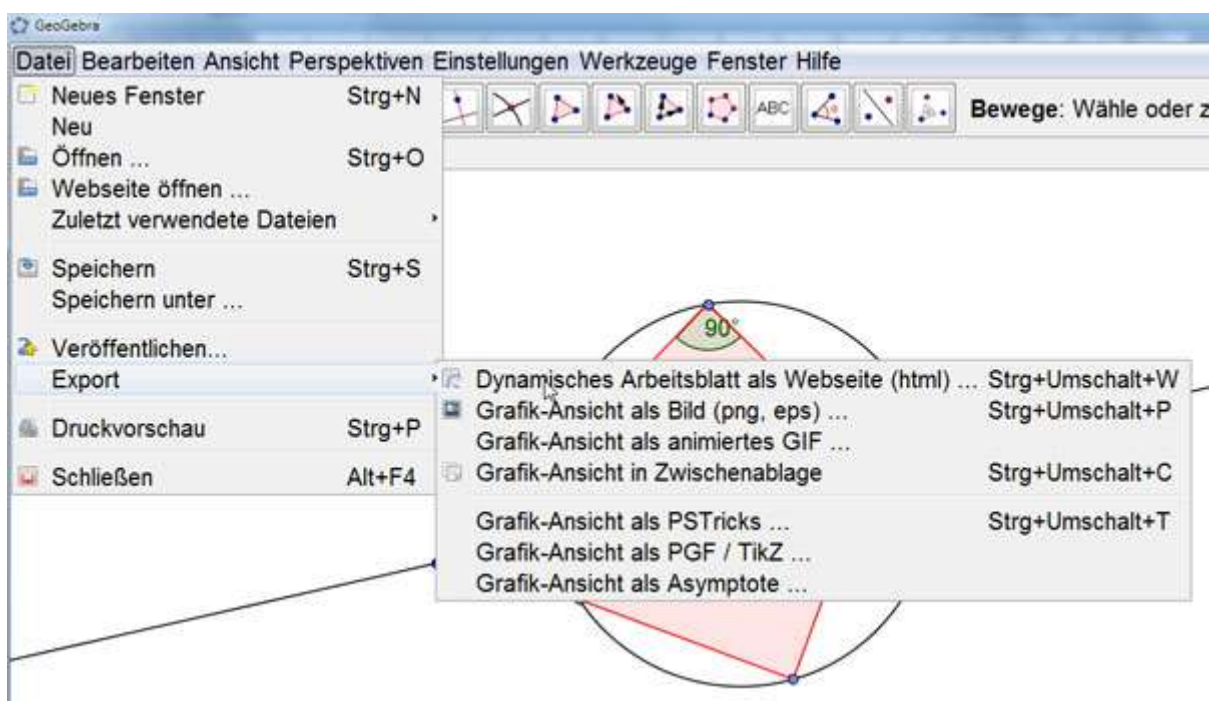 GeoGebra
Datei Bearbeiten Ansicht Perspektiven Einstellungen Werkzeuge Fenster Hilfe
ABC
Bewege: Wähle oder z
Neues Fenster Strg+N
Neu
Öffnen ... Strg+O
Webseite öffnen ...
Zuletzt verwendete Dateien
Speichern Strg+S
Speichern unter ...
Veröffentlichen...
Export
Druckvorschau Strg+P
Schließen Alt+F4
90°
Dynamisches Arbeitsblatt als Webseite (html) ... Strg+Umschalt+W
Grafik-Ansicht als Bild (png, eps) ... Strg+Umschalt+P
Grafik-Ansicht als animiertes GIF ...
Grafik-Ansicht in Zwischenablage Strg+Umschalt+C
Grafik-Ansicht als PSTricks ... Strg+Umschalt+T
Grafik-Ansicht als PGF / TikZ ...
Grafik-Ansicht als Asymptote ...